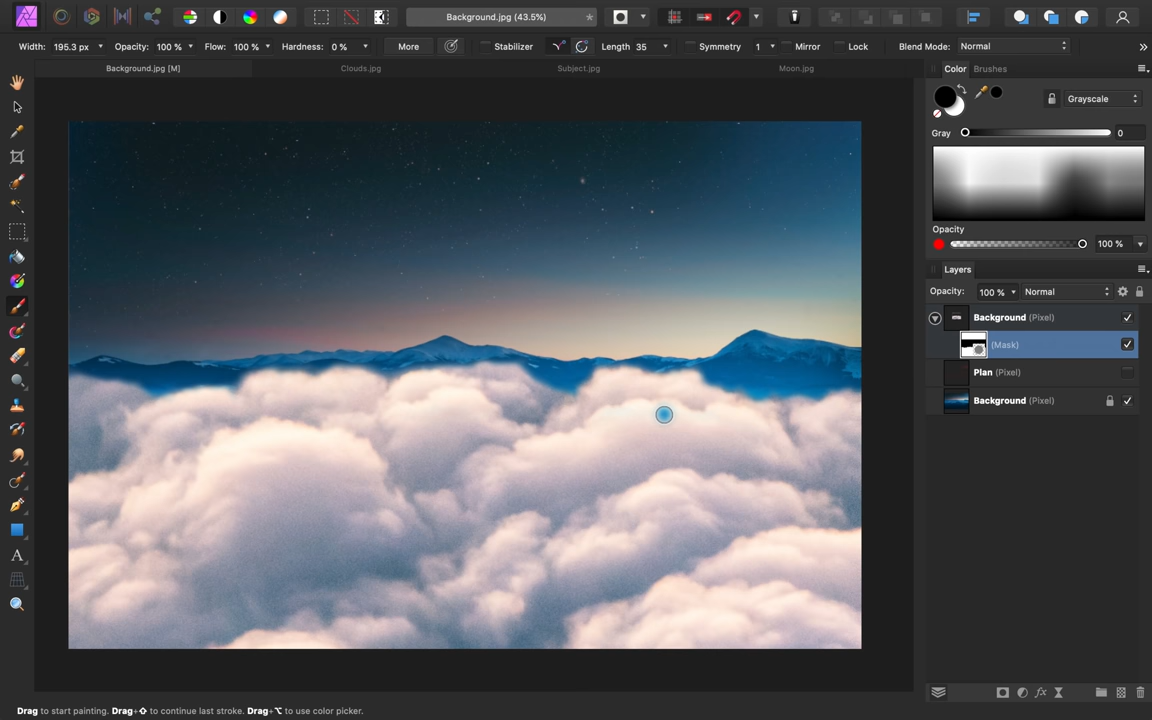 Background.jpg (43.5%)
Width: 195.3 px Opacity: 100 % Flow: 100 % Hardness: 0 % More Stabilizer Length 35 Symmetry 1 Mirror Lock Blend Mode: Normal
Background.jpg [M] Clouds.jpg Subject.jpg Moon.jpg
Color Brushes
Grayscale
Gray 0
Opacity
100 %
Layers
Opacity: 100 % Normal
Background (Pixel)
(Mask)
Plan (Pixel)
Background (Pixel)
A
fx
Drag to start painting. Drag+⇧ to continue last stroke. Drag+⌥ to use color picker.